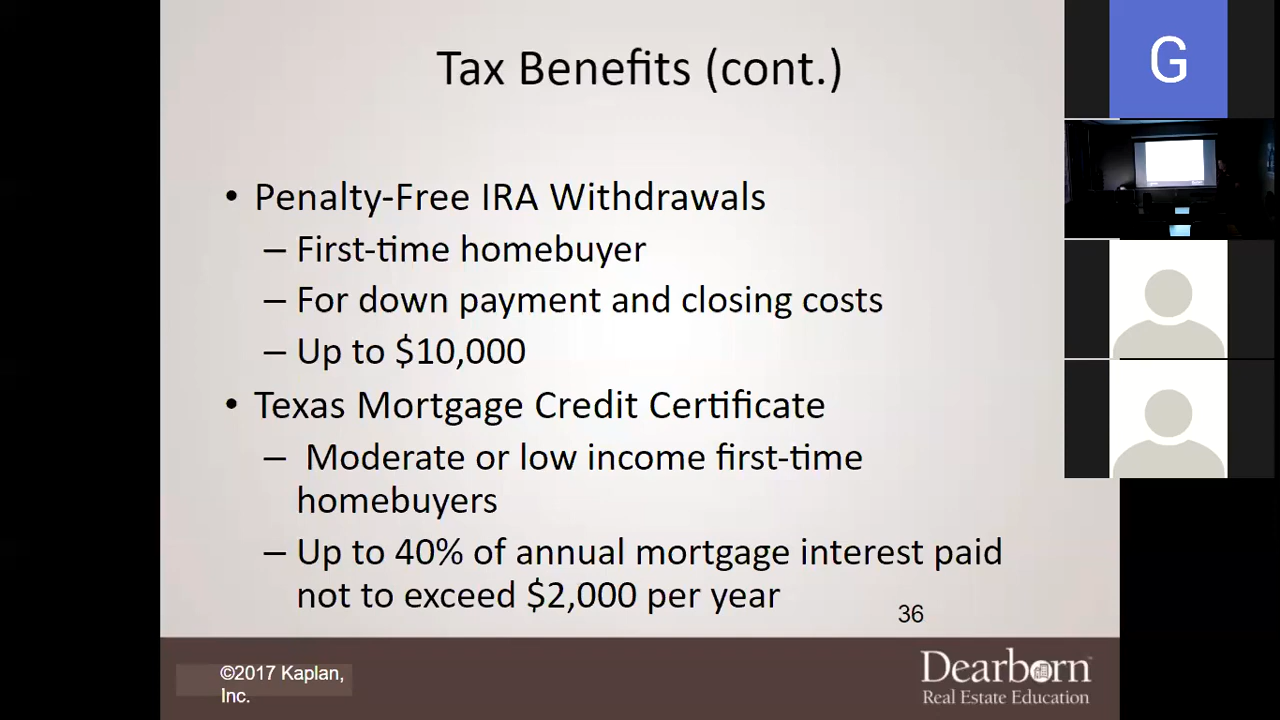 Tax Benefits (cont.)
• Penalty-Free IRA Withdrawals
– First-time homebuyer
– For down payment and closing costs
– Up to $10,000
• Texas Mortgage Credit Certificate
– Moderate or low income first-time
homebuyers
– Up to 40% of annual mortgage interest paid
not to exceed $2,000 per year
36
©2017 Kaplan,
Inc.
Dearborn™
Real Estate Education
G